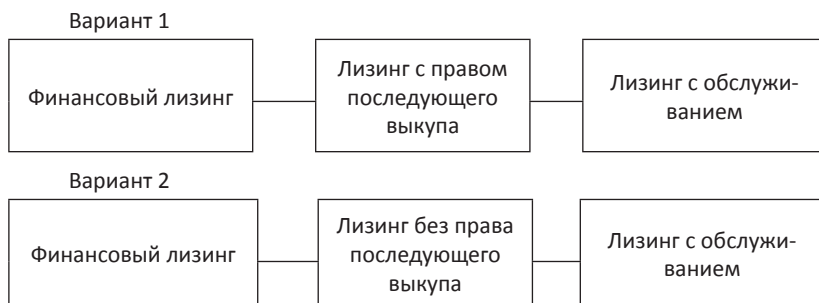 Вариант 1
Финансовый лизинг
Лизинг с правом
последующего
выкупа
Лизинг с обслужи-
ванием
Вариант 2
Финансовый лизинг
Лизинг без права
последующего
выкупа
Лизинг с обслужи-
ванием